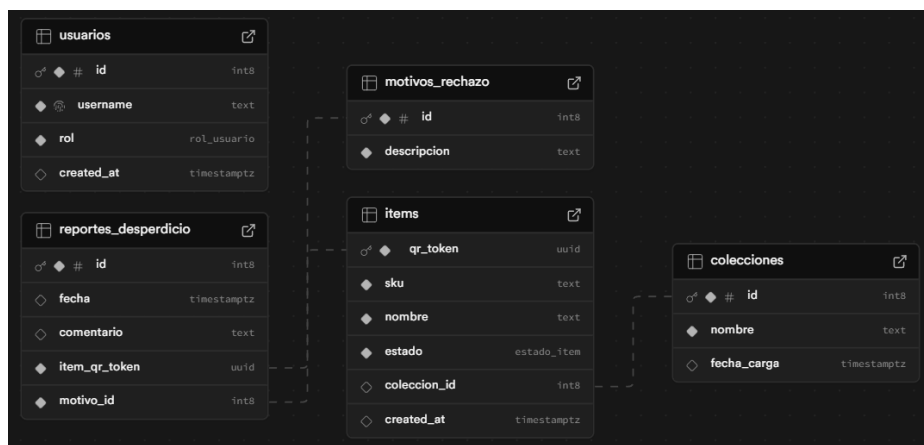 usuarios
# id int8
username text
rol rol_usuario
created_at timestamptz
reportes_desperdicio
# id int8
fecha timestamptz
comentario text
item_qr_token uuid
motivo_id int8
motivos_rechazo
# id int8
descripcion text
items
qr_token uuid
sku text
nombre text
estado estado_item
coleccion_id int8
created_at timestamptz
colecciones
# id int8
nombre text
fecha_carga timestamptz